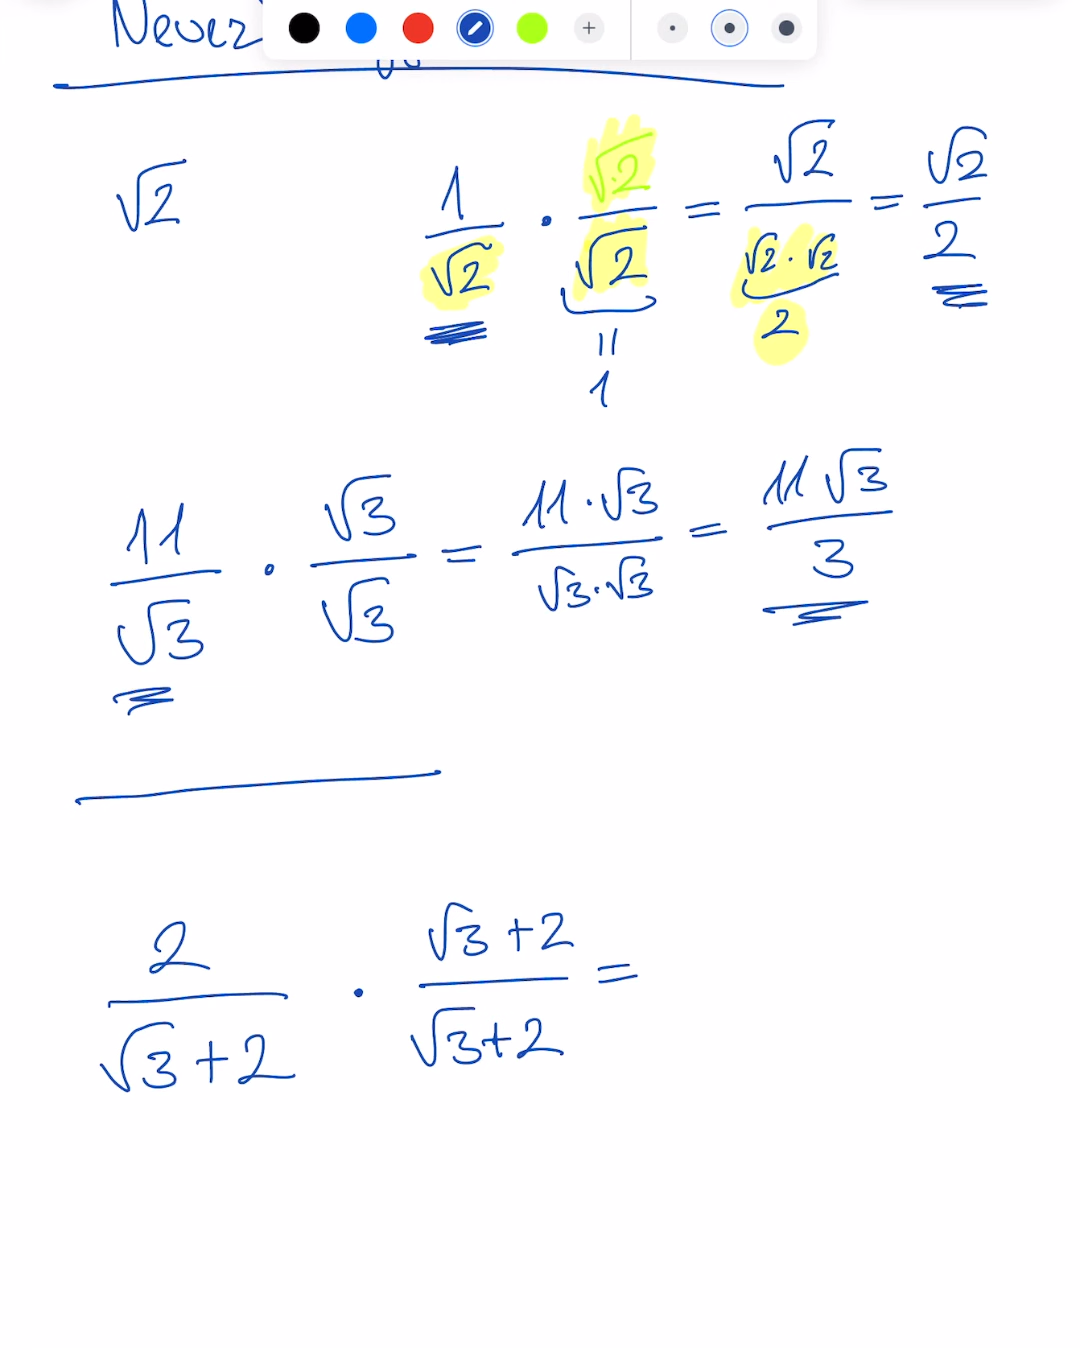 √2
1/√2 · √2/√2 = √2/(√2·√2) = √2/2
2
=
1
11/√3 · √3/√3 = 11·√3/(√3·√3) = 11√3/3
2/(√3+2) · (√3+2)/(√3+2) =